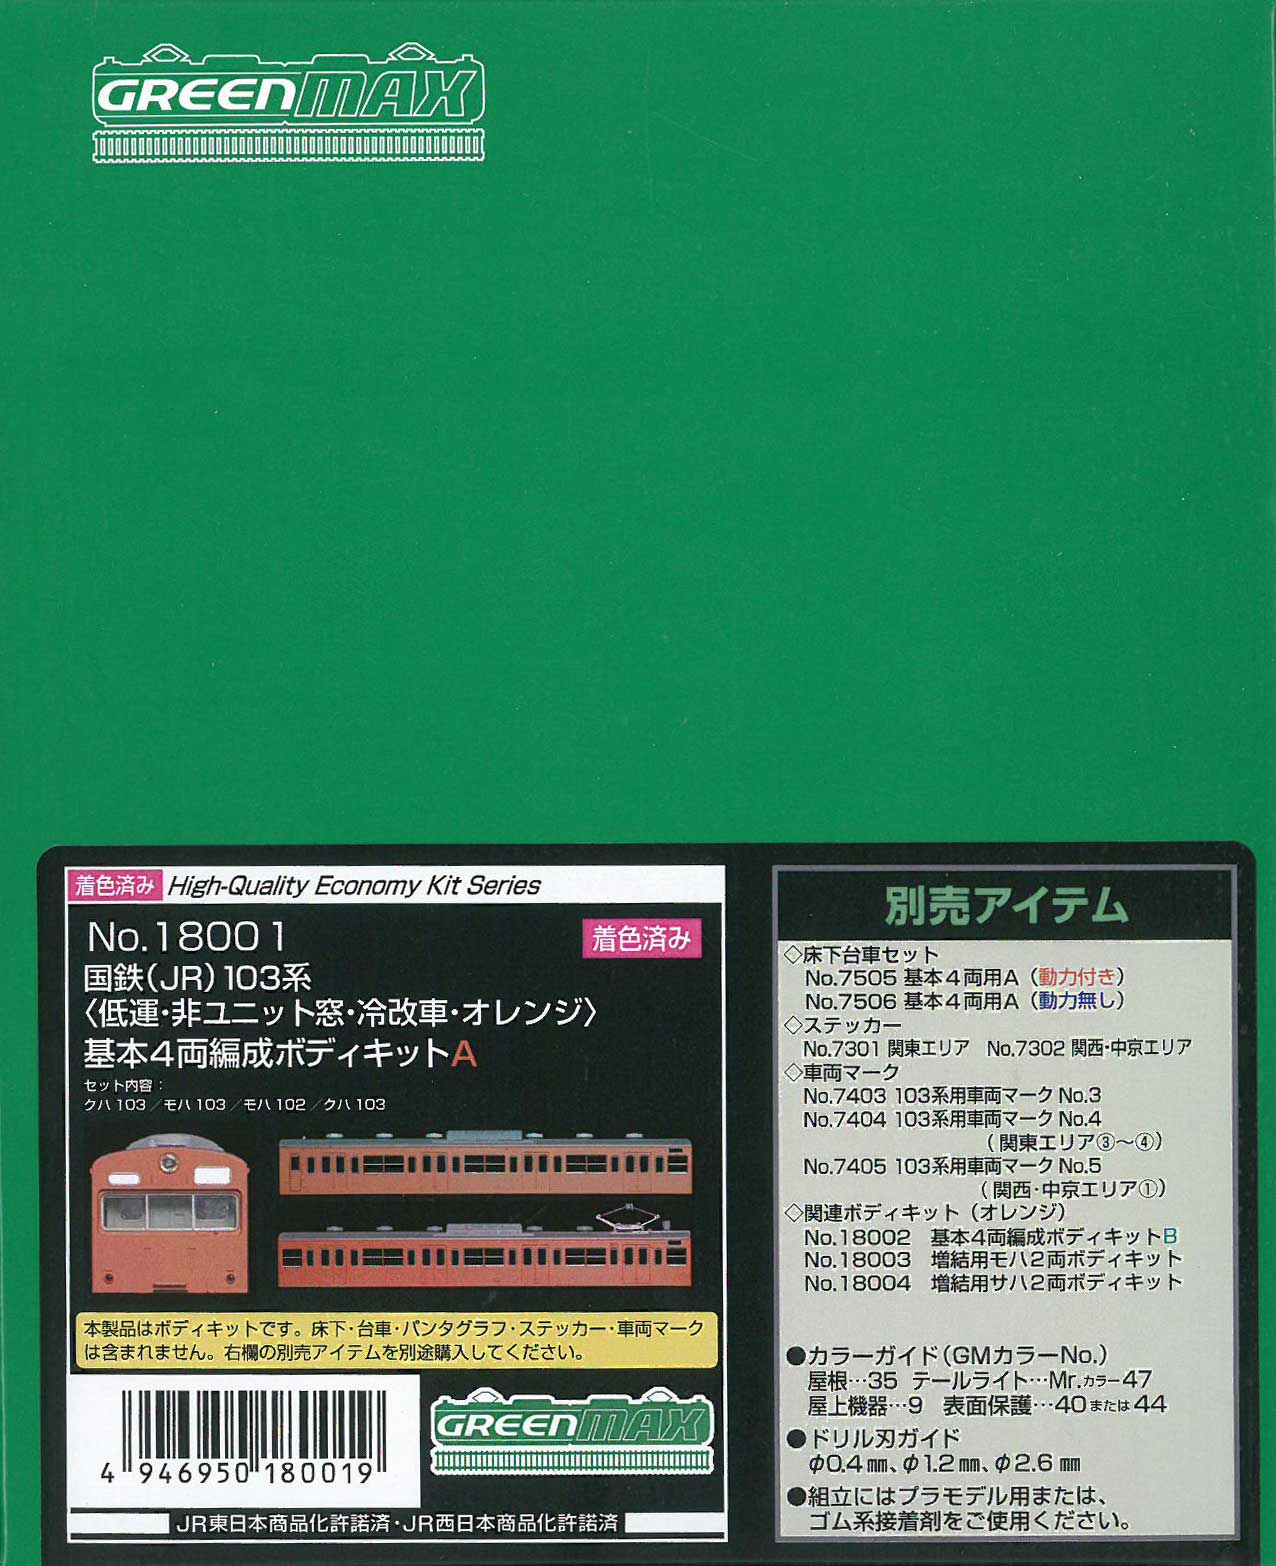 GREENMAX
着色済み High-Quality Economy Kit Series
No.18001
着色済み
国鉄(JR)103系
〈低運・非ユニット窓・冷改車・オレンジ〉
基本4両編成ボディキットA
セット内容：
クハ103／モハ103／モハ102／クハ103
本製品はボディキットです。床下・台車・パンタグラフ・ステッカー・車両マーク
は含まれません。右欄の別売アイテムを別途購入してください。
4 946950 180019
GREENMAX
JR東日本商品化許諾済・JR西日本商品化許諾済
別売アイテム
◇床下台車セット
No.7505 基本4両用A（動力付き）
No.7506 基本4両用A（動力無し）
◇ステッカー
No.7301 関東エリア No.7302 関西・中京エリア
◇車両マーク
No.7403 103系用車両マーク No.3
No.7404 103系用車両マーク No.4
（関東エリア③〜④）
No.7405 103系用車両マーク No.5
（関西・中京エリア①）
◇関連ボディキット（オレンジ）
No.18002 基本4両編成ボディキットB
No.18003 増結用モハ2両ボディキット
No.18004 増結用サハ2両ボディキット
●カラーガイド(GMカラーNo.)
屋根…35 テールライト…Mr.カラー47
屋上機器…9 表面保護…40または44
●ドリル刃ガイド
φ0.4㎜、φ1.2㎜、φ2.6㎜
●組立にはプラモデル用または、
ゴム系接着剤をご使用ください。